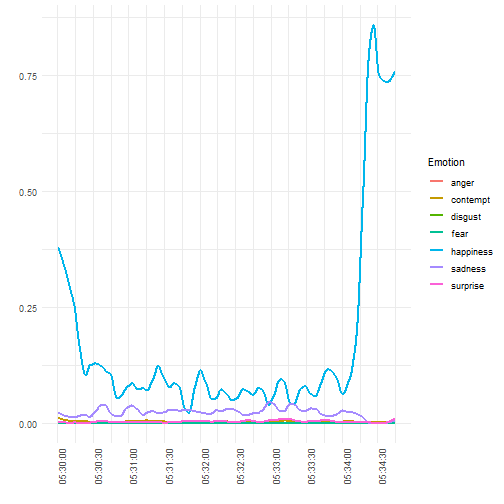 0.75
0.50
0.25
0.00
05:30:00
05:30:30
05:31:00
05:31:30
05:32:00
05:32:30
05:33:00
05:33:30
05:34:00
05:34:30
Emotion
anger
contempt
disgust
fear
happiness
sadness
surprise